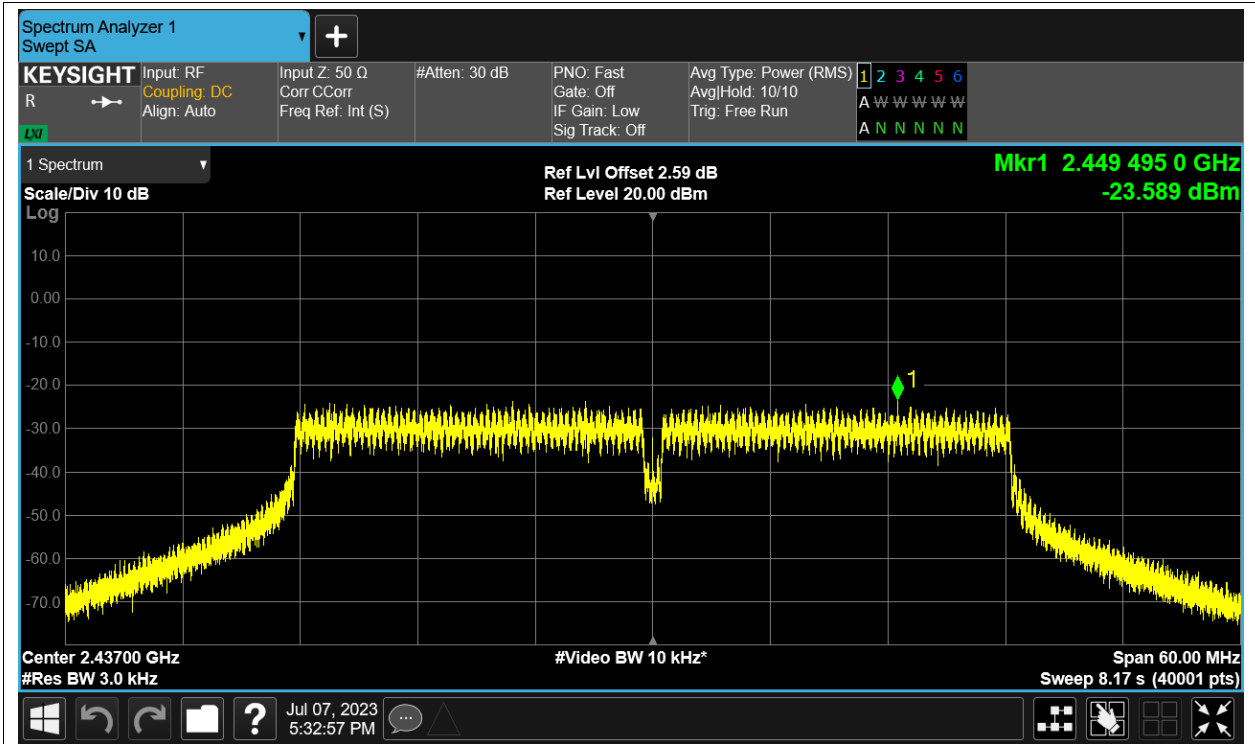 Spectrum Analyzer 1
Swept SA
KEYSIGHT
R
LXI
Input: RF
Coupling: DC
Align: Auto
Input Z: 50 Ω
Corr CCorr
Freq Ref: Int (S)
#Atten: 30 dB
PNO: Fast
Gate: Off
IF Gain: Low
Sig Track: Off
Avg Type: Power (RMS)
Avg|Hold: 10/10
Trig: Free Run
1 2 3 4 5 6
A W W W W W
A N N N N N
1 Spectrum
Scale/Div 10 dB
Log
Ref Lvl Offset 2.59 dB
Ref Level 20.00 dBm
Mkr1 2.449 495 0 GHz
-23.589 dBm
10.0
0.00
-10.0
-20.0
-30.0
-40.0
-50.0
-60.0
-70.0
1
Center 2.43700 GHz
#Res BW 3.0 kHz
#Video BW 10 kHz*
Span 60.00 MHz
Sweep 8.17 s (40001 pts)
?
Jul 07, 2023
5:32:57 PM